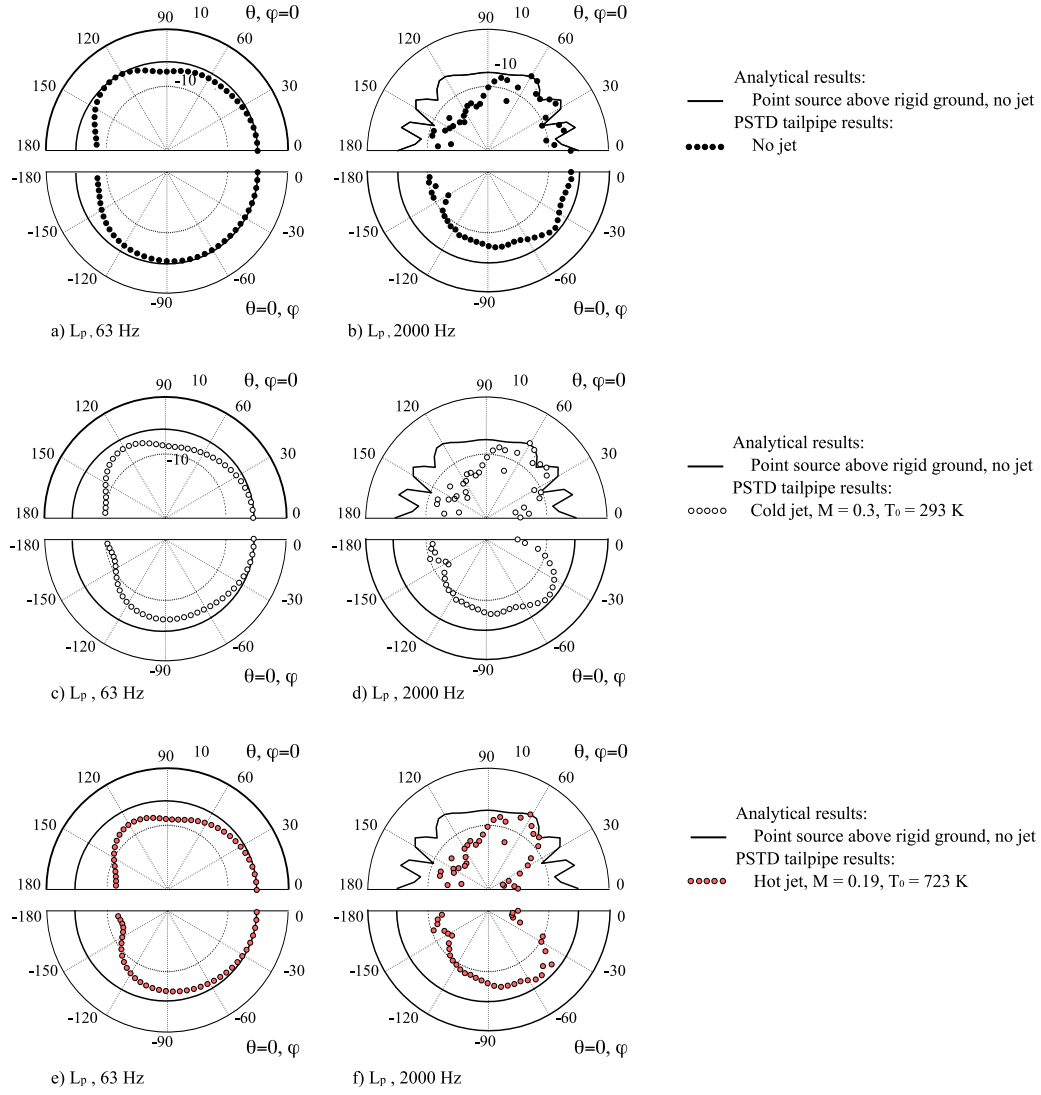 90 10 θ, φ=0
120 60
-10
150 30
180 0
-180 0
-150 -30
-120 -60
-90
θ=0, φ
a) Lp , 63 Hz
90 10 θ, φ=0
120 60
-10
150 30
180 0
-180 0
-150 -30
-120 -60
-90
θ=0, φ
b) Lp , 2000 Hz
Analytical results:
Point source above rigid ground, no jet
PSTD tailpipe results:
No jet
90 10 θ, φ=0
120 60
-10
150 30
180 0
-180 0
-150 -30
-120 -60
-90
θ=0, φ
c) Lp , 63 Hz
90 10 θ, φ=0
120 60
150 30
180 0
-180 0
-150 -30
-120 -60
-90
θ=0, φ
d) Lp , 2000 Hz
Analytical results:
Point source above rigid ground, no jet
PSTD tailpipe results:
Cold jet, M = 0.3, T₀ = 293 K
90 10 θ, φ=0
120 60
150 30
-10
180 0
-180 0
-150 -30
-120 -60
-90
θ=0, φ
e) Lp , 63 Hz
90 10 θ, φ=0
120 60
150 30
180 0
-180 0
-150 -30
-120 -60
-90
θ=0, φ
f) Lp , 2000 Hz
Analytical results:
Point source above rigid ground, no jet
PSTD tailpipe results:
Hot jet, M = 0.19, T₀ = 723 K